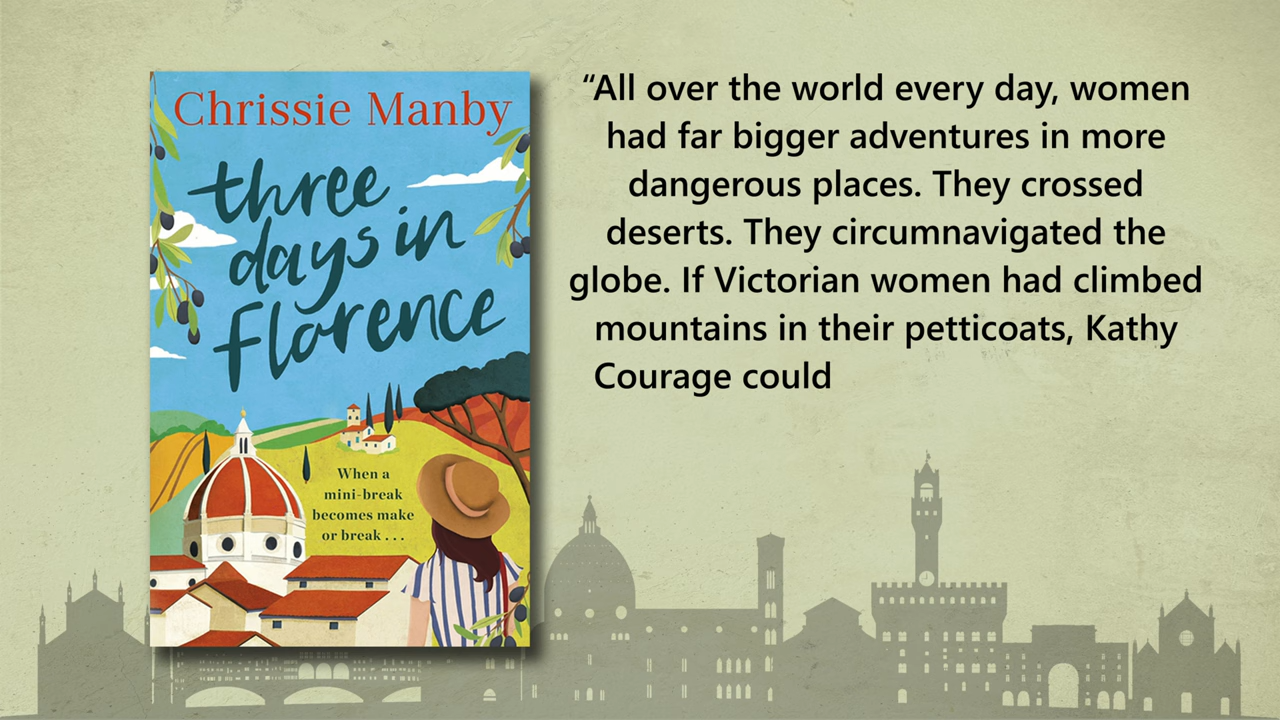 Chrissie Manby
three
days in
Florence
When a
mini-break
becomes make
or break . . .
“All over the world every day, women
had far bigger adventures in more
dangerous places. They crossed
deserts. They circumnavigated the
globe. If Victorian women had climbed
mountains in their petticoats, Kathy
Courage could